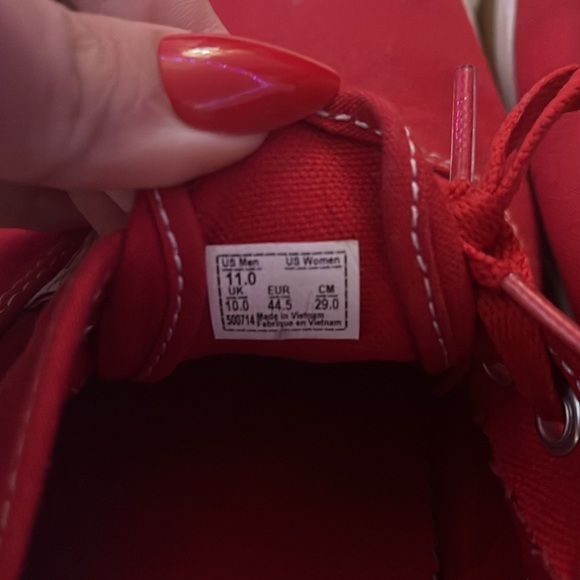 US Men US Women
11.0
UK EUR CM
10.0 44.5 29.0
500714 Made in Vietnam
Fabrique en Vietnam